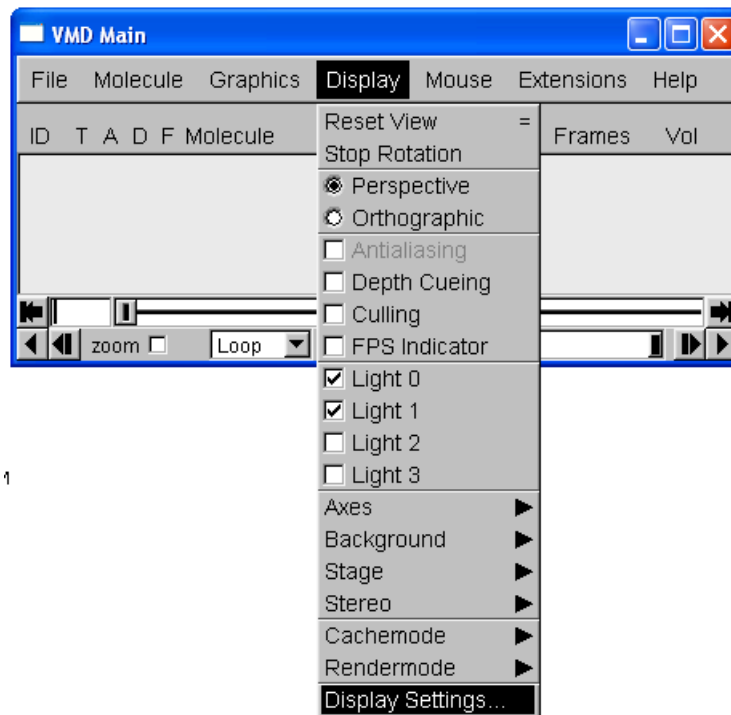 VMD Main
File Molecule Graphics Display Mouse Extensions Help
ID T A D F Molecule Frames Vol
Reset View =
Stop Rotation
Perspective
Orthographic
Antialiasing
Depth Cueing
Culling
zoom Loop FPS Indicator
Light 0
Light 1
Light 2
Light 3
Axes
Background
Stage
Stereo
Cachemode
Rendermode
Display Settings...